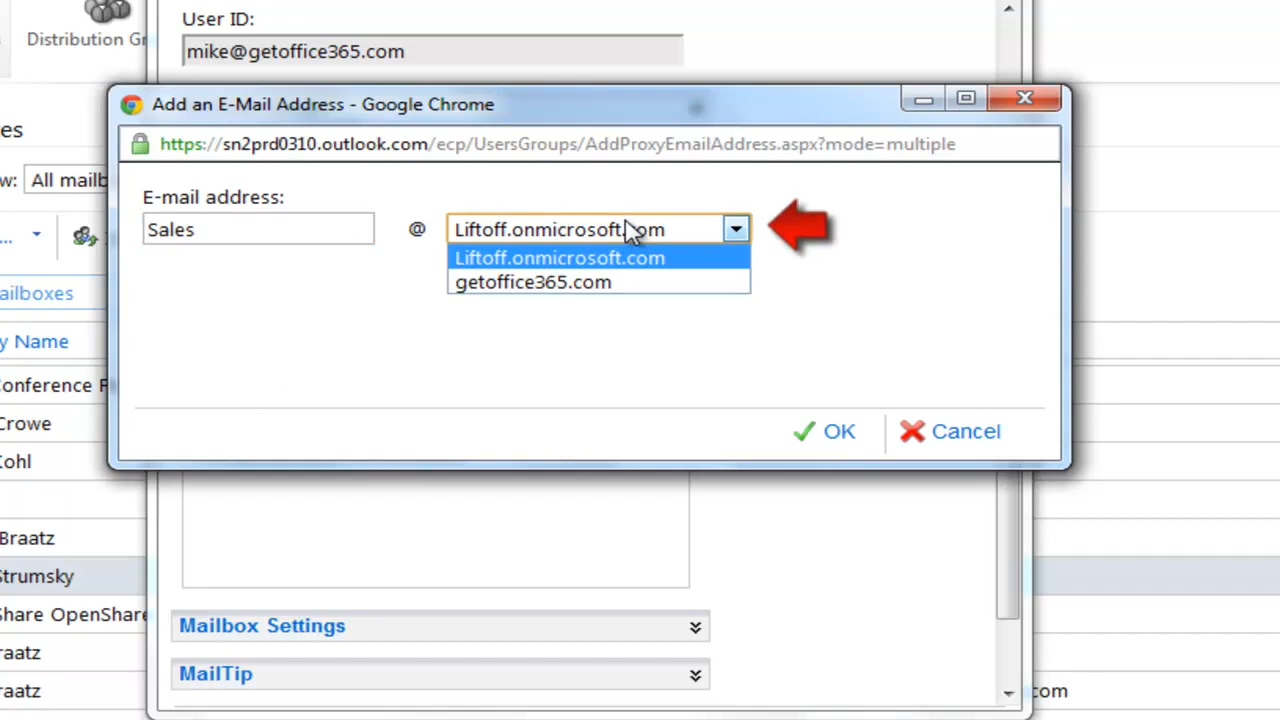 User ID:
Distribution Gr
mike@getoffice365.com
Add an E-Mail Address - Google Chrome
https://sn2prd0310.outlook.com/ecp/UsersGroups/AddProxyEmailAddress.aspx?mode=multiple
es
w: All mailb
E-mail address:
Sales @ Liftoff.onmicrosoft.com
Liftoff.onmicrosoft.com
getoffice365.com
...
ailboxes
y Name
Conference R
Crowe
OK Cancel
Kohl
Braatz
Strumsky
Share OpenShare
Mailbox Settings
raatz
MailTip
raatz
com